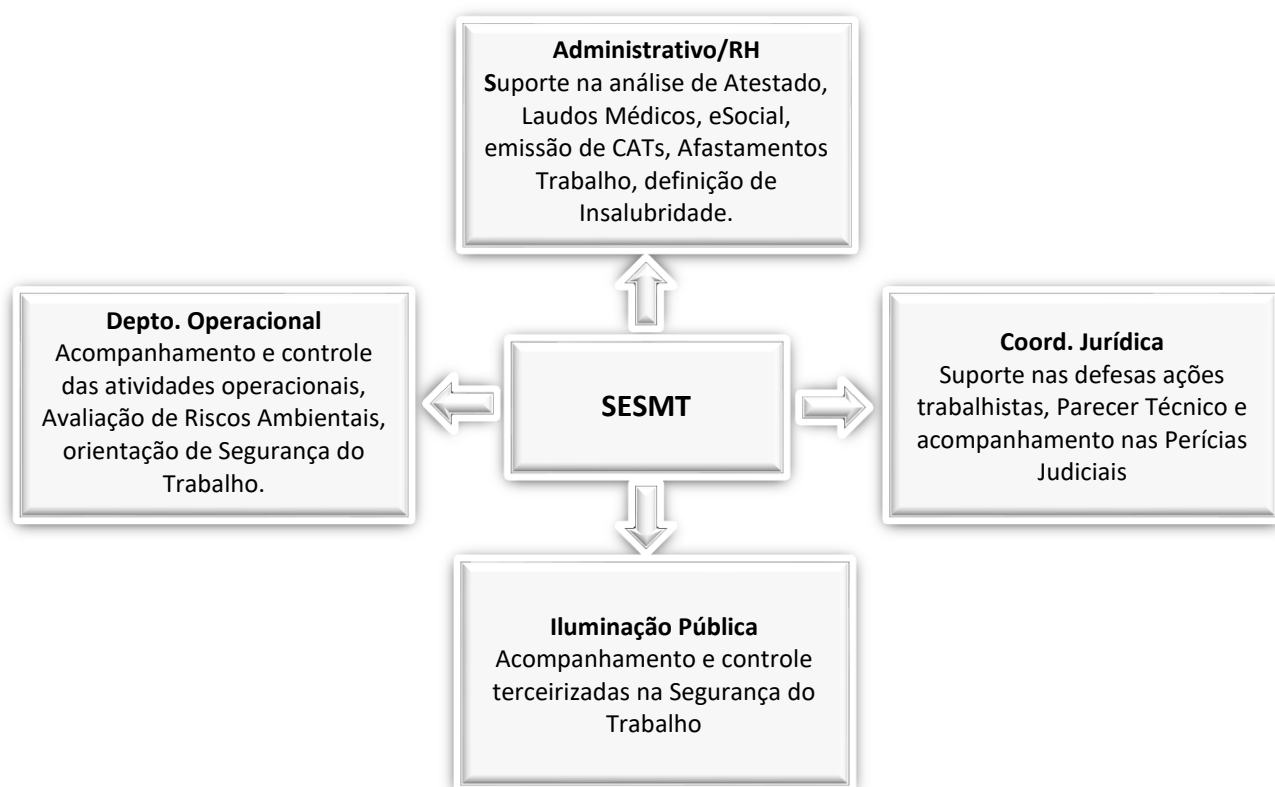 Administrativo/RH
Suporte na análise de Atestado,
Laudos Médicos, eSocial,
emissão de CATs, Afastamentos
Trabalho, definição de
Insalubridade.
Depto. Operacional
Acompanhamento e controle
das atividades operacionais,
Avaliação de Riscos Ambientais,
orientação de Segurança do
Trabalho.
SESMT
Coord. Jurídica
Suporte nas defesas ações
trabalhistas, Parecer Técnico e
acompanhamento nas Perícias
Judiciais
Iluminação Pública
Acompanhamento e controle
terceirizadas na Segurança do
Trabalho